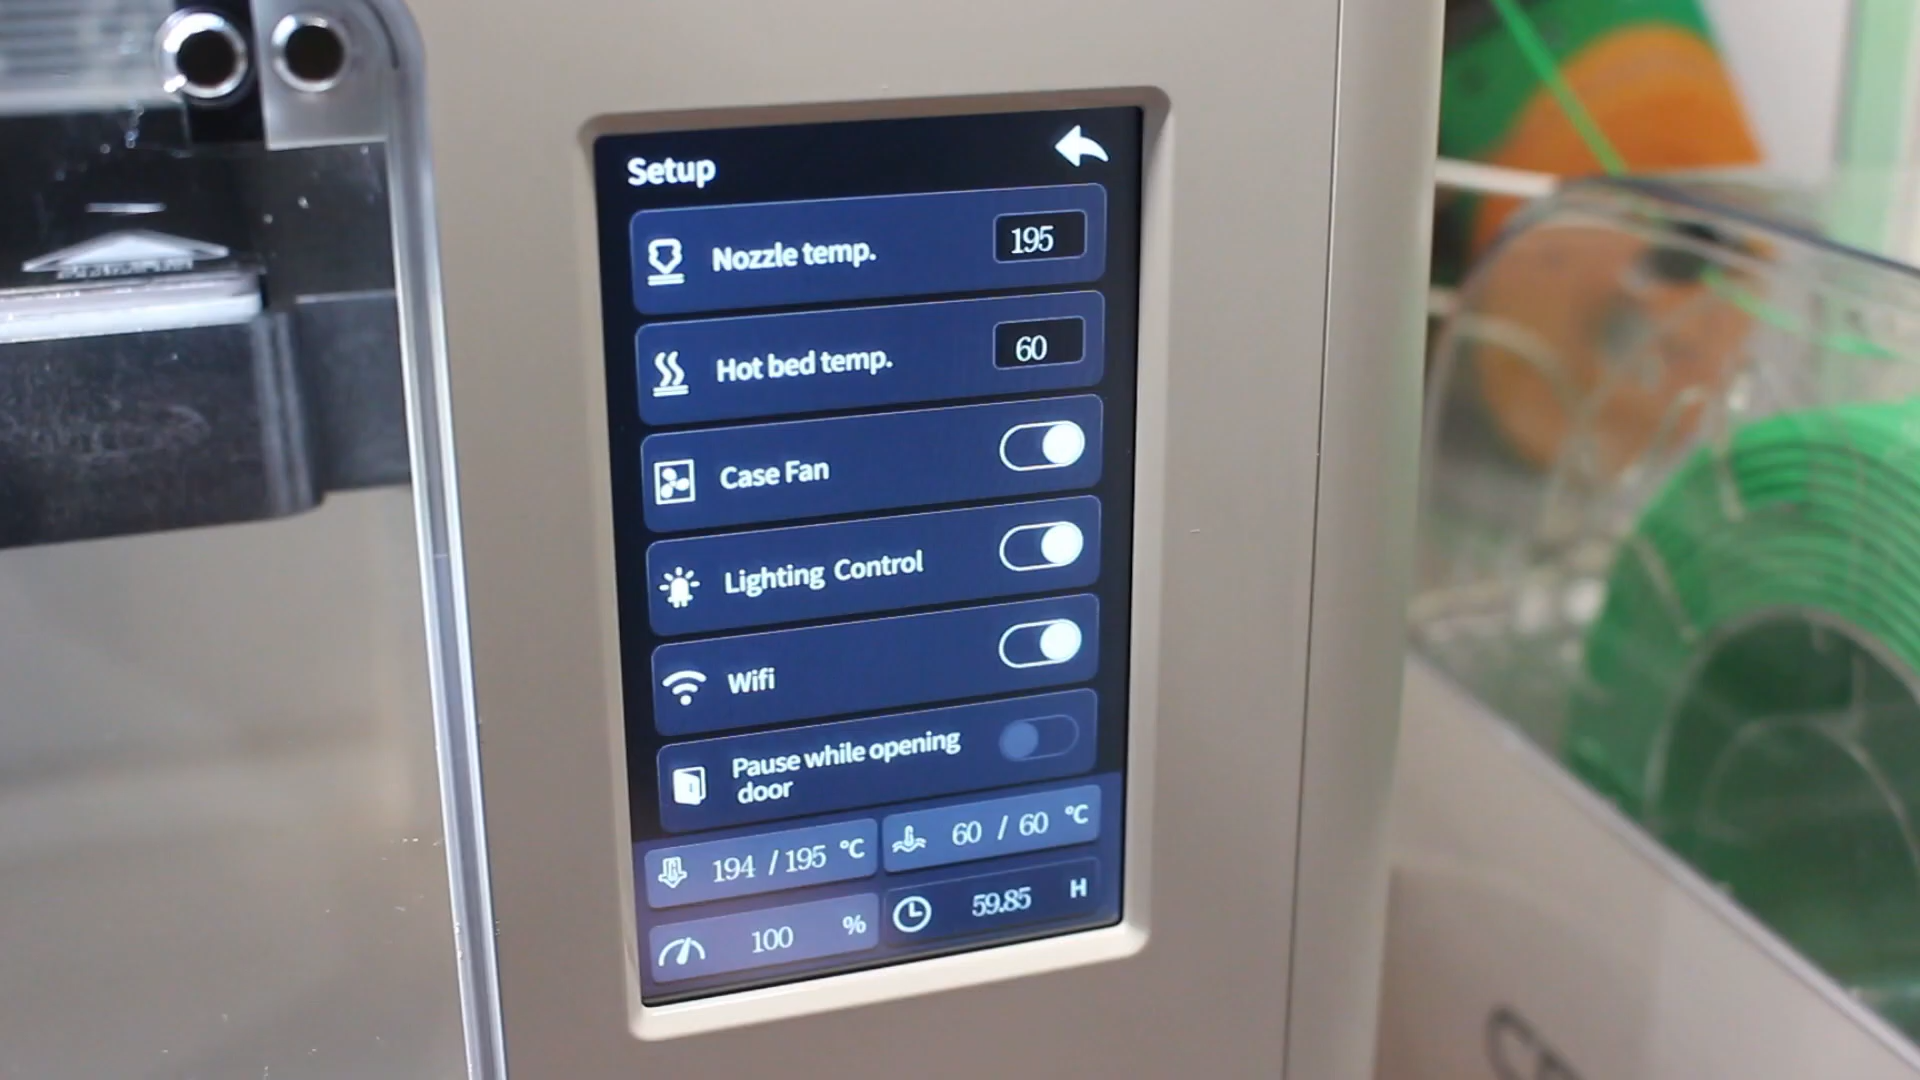 Setup
Nozzle temp. 195
Hot bed temp. 60
Case Fan
Lighting Control
Wifi
Pause while opening
door
194 / 195 °C 60 / 60 °C
100 % 59.85 H